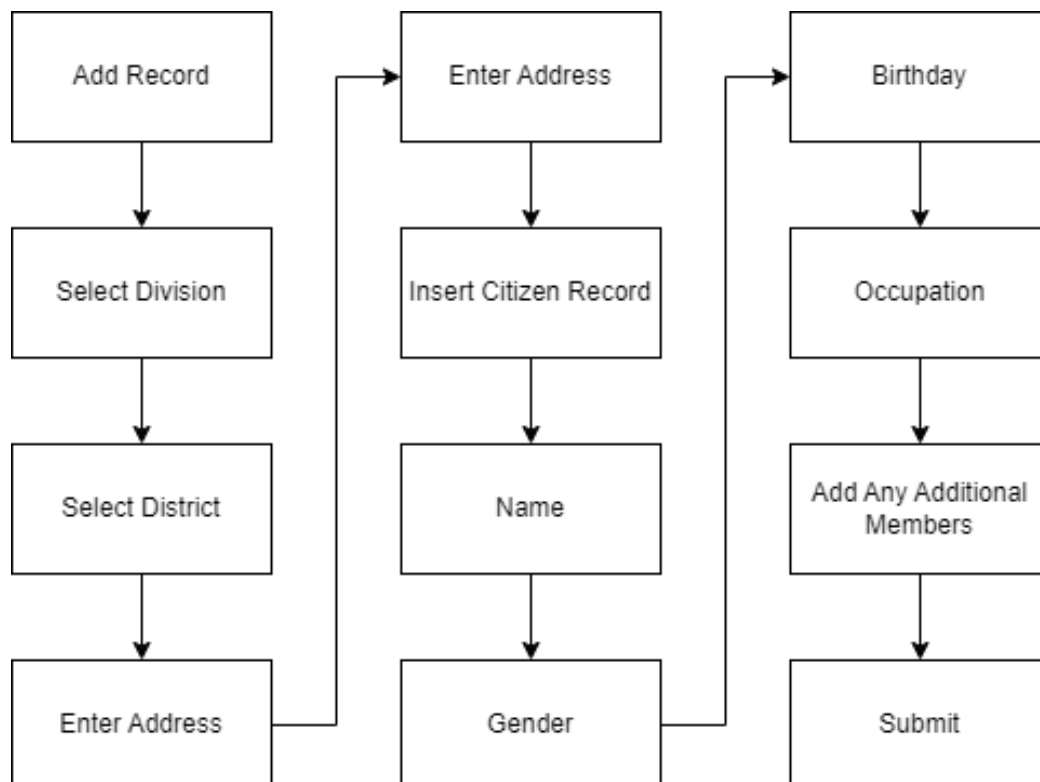 Add Record
Select Division
Select District
Enter Address
Enter Address
Insert Citizen Record
Name
Gender
Birthday
Occupation
Add Any Additional
Members
Submit